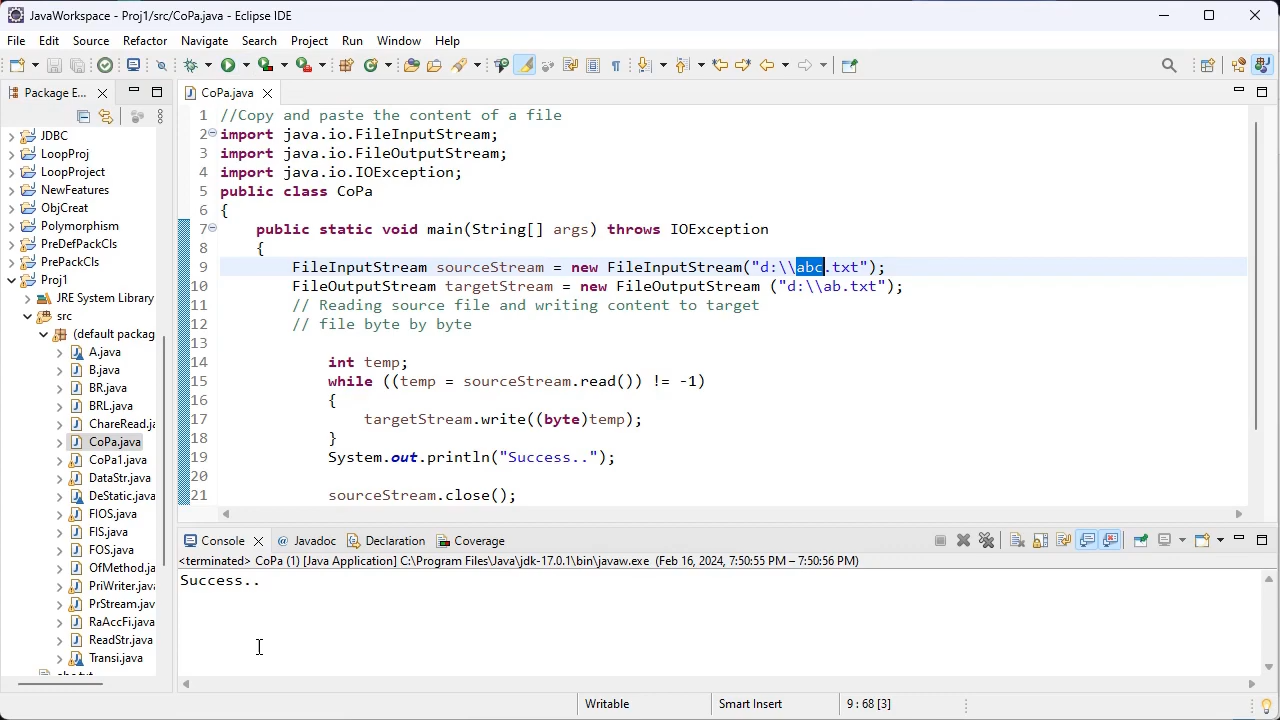 JavaWorkspace - Proj1/src/CoPa.java - Eclipse IDE
File Edit Source Refactor Navigate Search Project Run Window Help
Package E...
CoPa.java
JDBC
LoopProj
LoopProject
NewFeatures
ObjCreat
Polymorphism
PreDefPackCls
PrePackCls
Proj1
JRE System Library
src
(default packag
A.java
B.java
BR.java
BRL.java
ChareRead.ja
CoPa.java
CoPa1.java
DataStr.java
DeStatic.java
FIOS.java
FIS.java
FOS.java
OfMethod.ja
PriWriter.java
PrStream.java
RaAccFi.java
ReadStr.java
Transi.java
1 //Copy and paste the content of a file
2 import java.io.FileInputStream;
3 import java.io.FileOutputStream;
4 import java.io.IOException;
5 public class CoPa
6 {
7 public static void main(String[] args) throws IOException
8 {
9 FileInputStream sourceStream = new FileInputStream("d:\\abc.txt");
10 FileOutputStream targetStream = new FileOutputStream ("d:\\ab.txt");
11 // Reading source file and writing content to target
12 // file byte by byte
13
14 int temp;
15 while ((temp = sourceStream.read()) != -1)
16 {
17 targetStream.write((byte)temp);
18 }
19 System.out.println("Success..");
20
21 sourceStream.close();
Console Javadoc Declaration Coverage
<terminated> CoPa (1) [Java Application] C:\Program Files\Java\jdk-17.0.1\bin\javaw.exe (Feb 16, 2024, 7:50:55 PM – 7:50:56 PM)
Success..
Writable Smart Insert 9 : 68 [3]